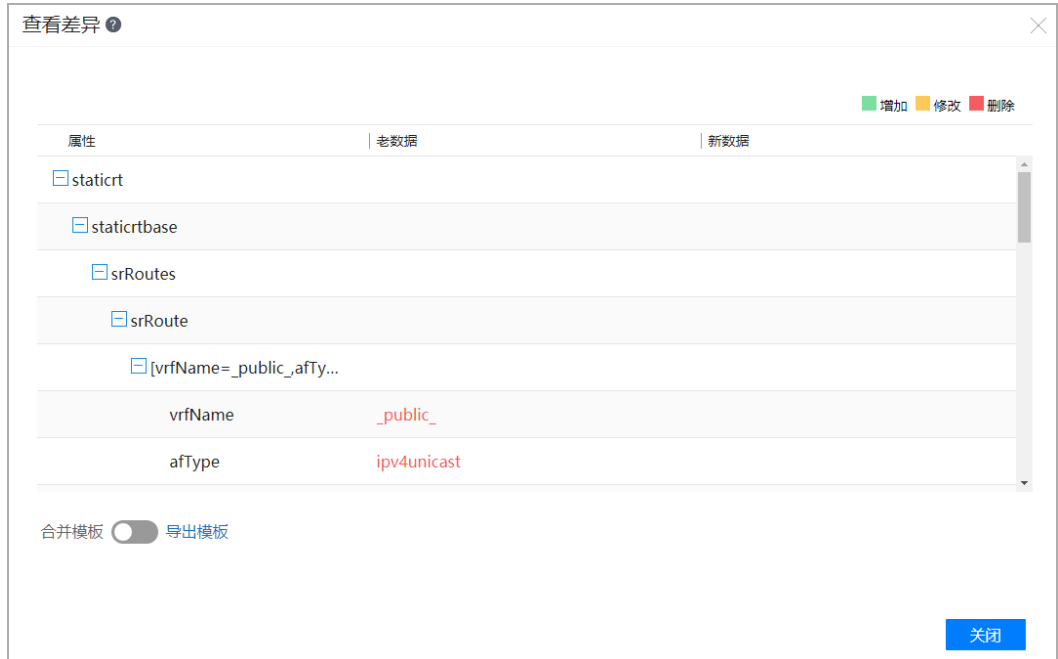 查看差异
增加 修改 删除
属性 老数据 新数据
staticrt
staticrtbase
srRoutes
srRoute
[vrfName=_public_,afTy...
vrfName _public_
afType ipv4unicast
合并模板 导出模板
关闭